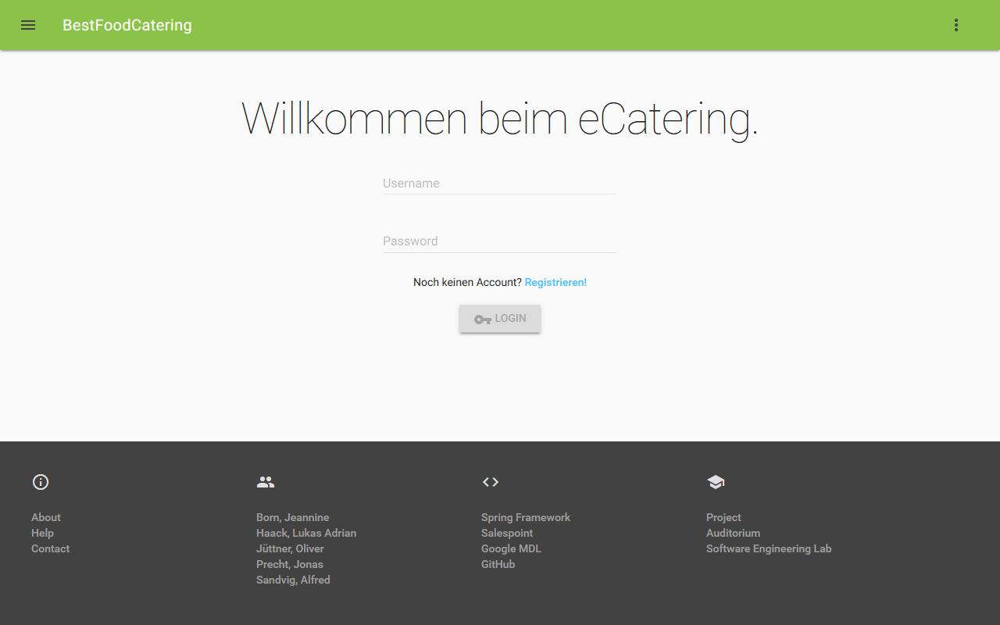 BestFoodCatering
Willkommen beim eCatering.
Username
Password
Noch keinen Account? Registrieren!
LOGIN
About
Help
Contact
Born, Jeannine
Haack, Lukas Adrian
Jüttner, Oliver
Precht, Jonas
Sandvig, Alfred
Spring Framework
Salespoint
Google MDL
GitHub
Project
Auditorium
Software Engineering Lab